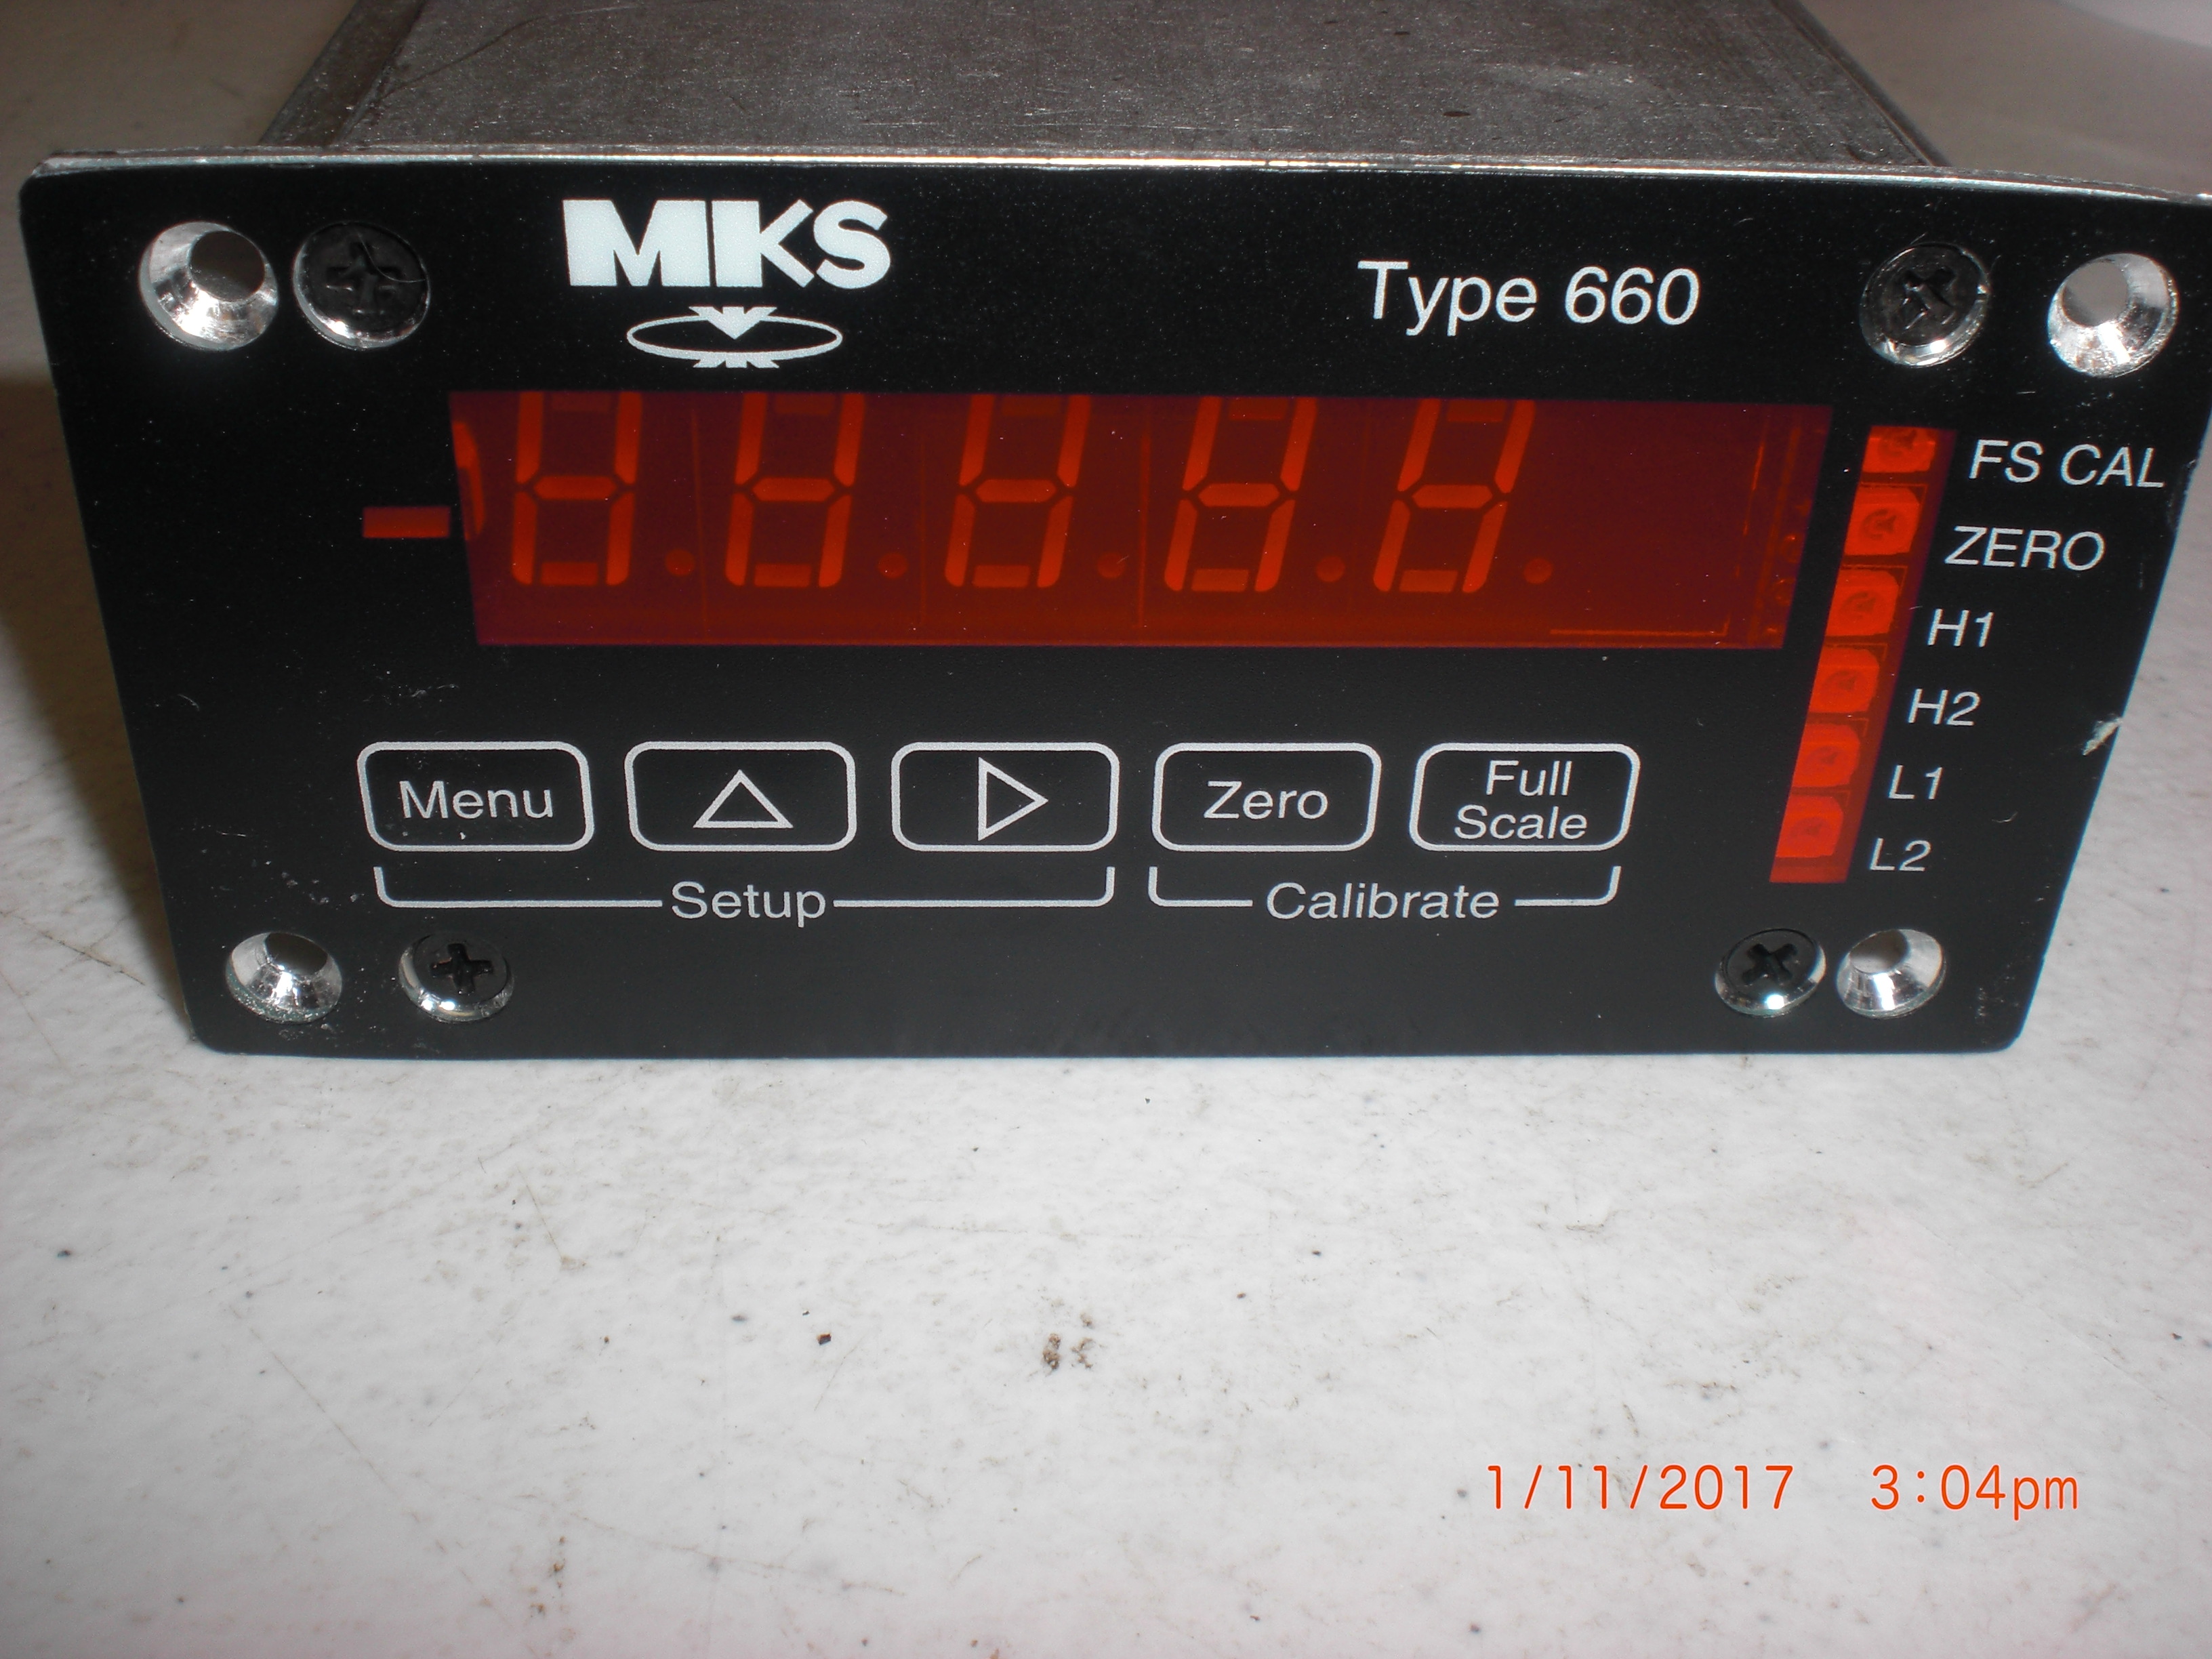 MKS
Type 660
FS CAL
ZERO
H1
H2
L1
L2
Menu
Zero
Full
Scale
Setup
Calibrate
1/11/2017 3:04pm